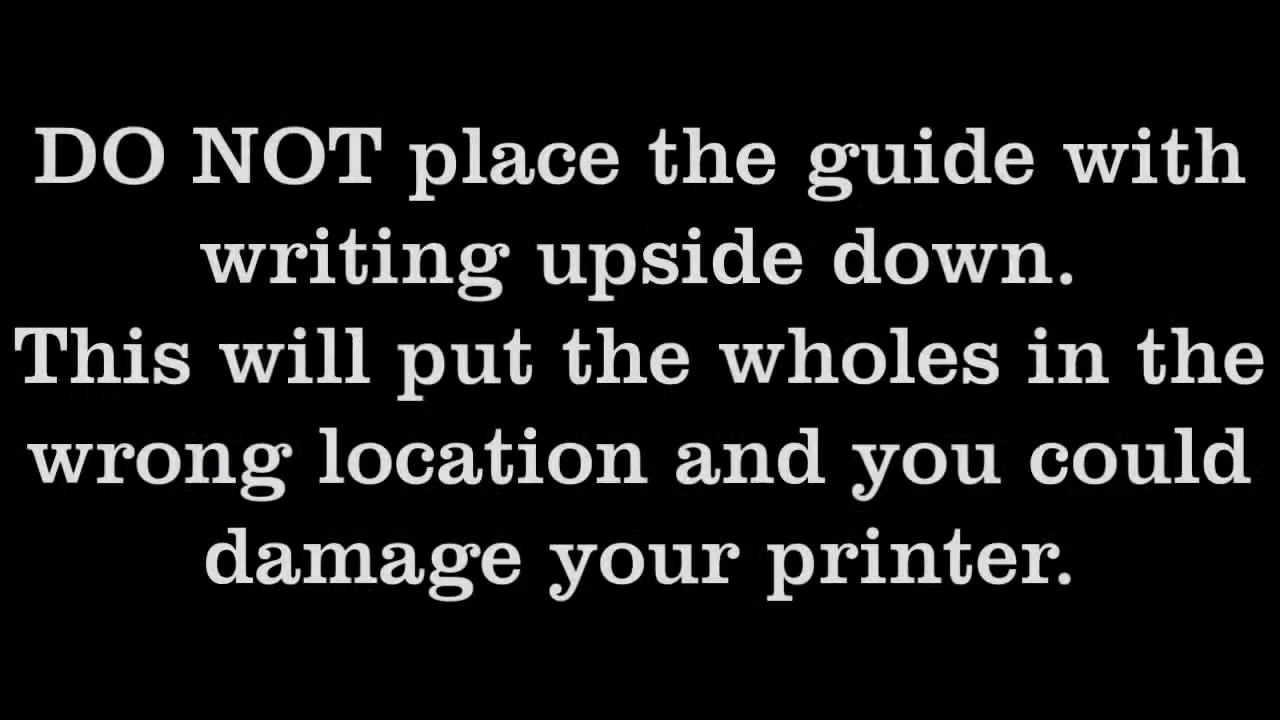 DO NOT place the guide with
writing upside down.
This will put the wholes in the
wrong location and you could
damage your printer.